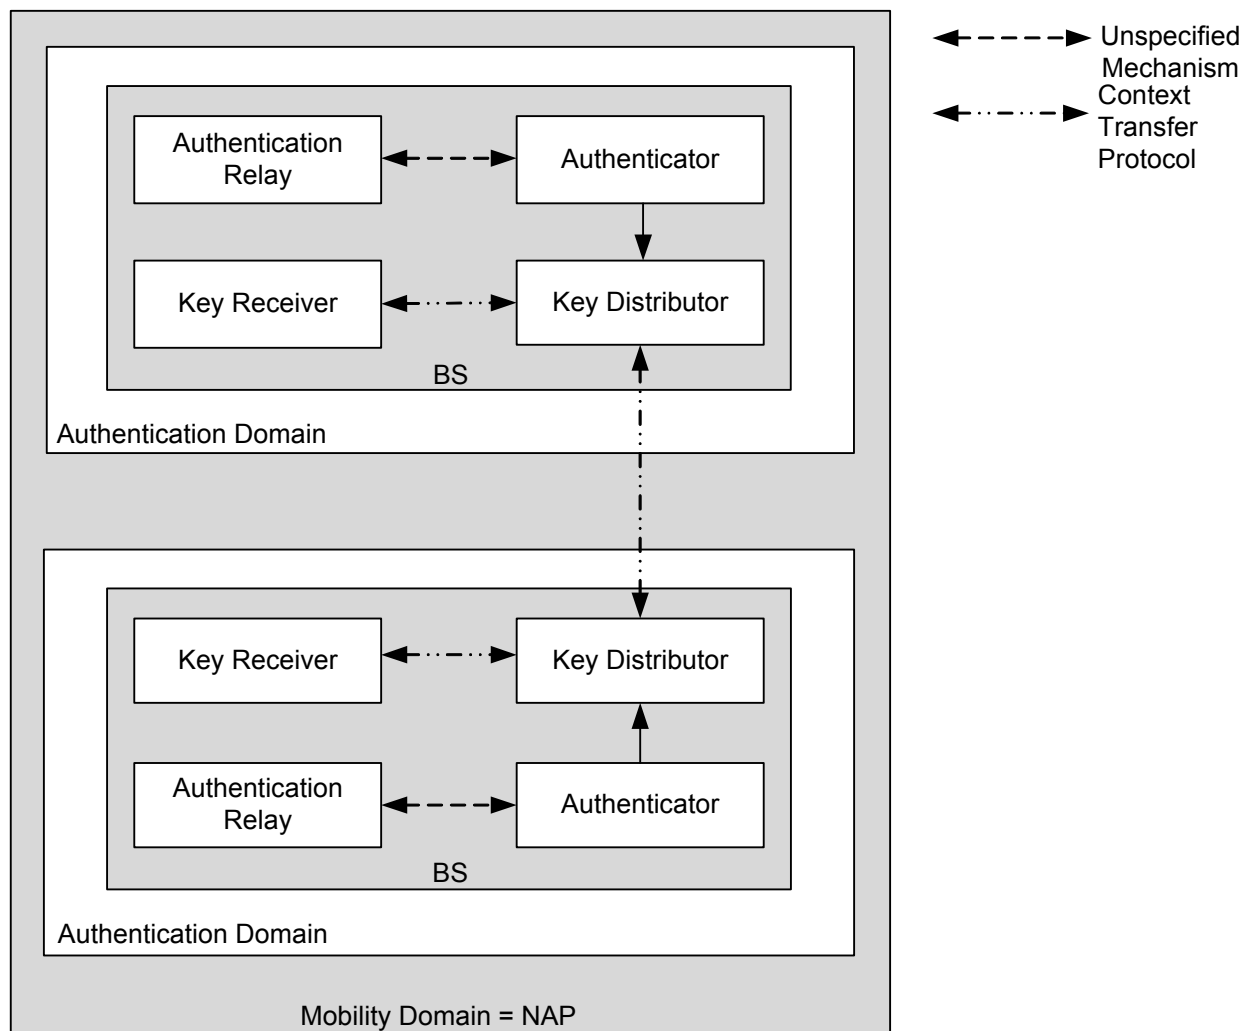 Unspecified
Mechanism
Context
Transfer
Protocol
Authentication
Relay
Authenticator
Key Receiver
Key Distributor
BS
Authentication Domain
Key Receiver
Key Distributor
Authentication
Relay
Authenticator
BS
Authentication Domain
Mobility Domain = NAP